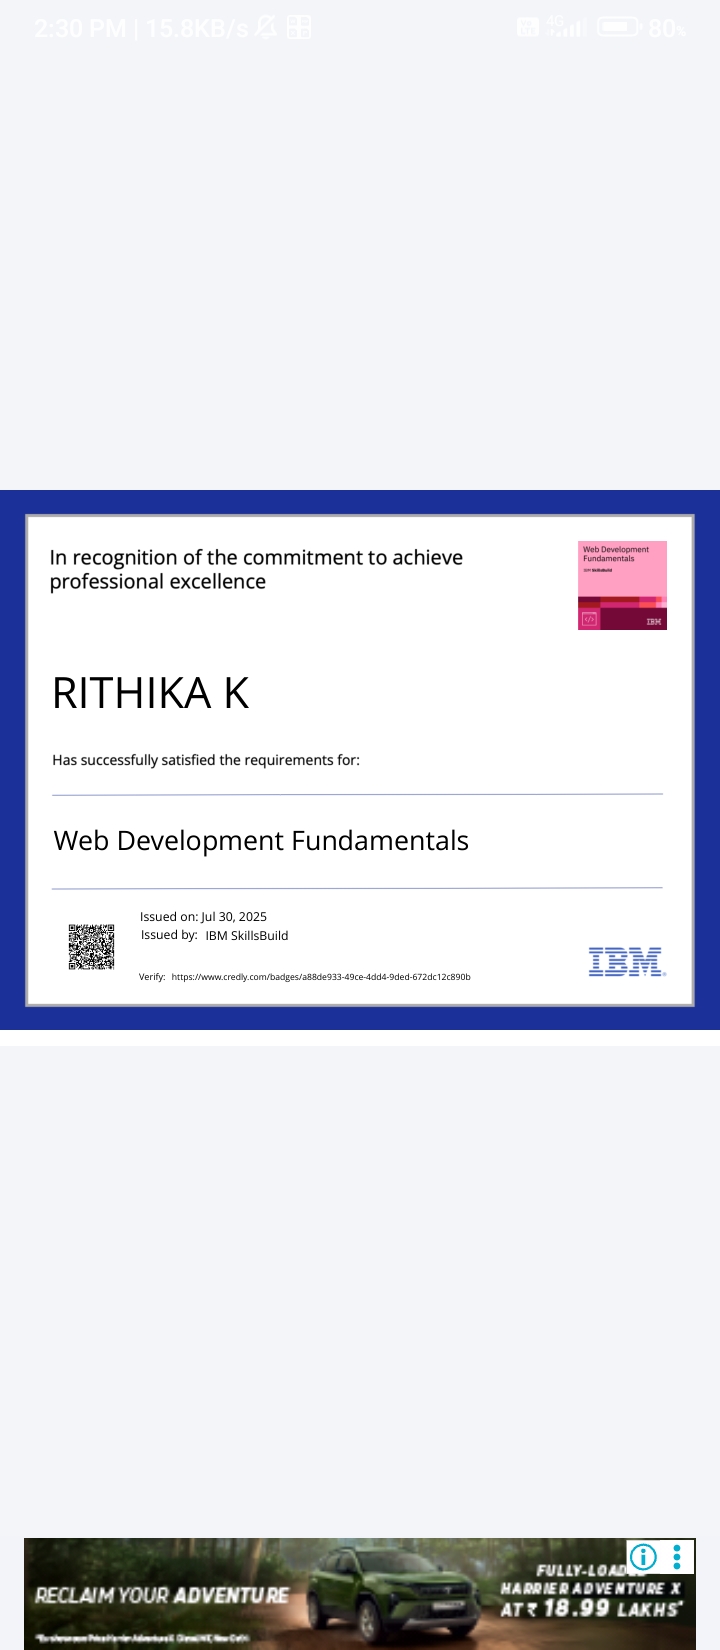 2:30 PM | 15.8KB/s
4G
80%
In recognition of the commitment to achieve
professional excellence
Web Development
Fundamentals
IBM SkillsBuild
</>
IBM
RITHIKA K
Has successfully satisfied the requirements for:
Web Development Fundamentals
Issued on: Jul 30, 2025
Issued by: IBM SkillsBuild
Verify: https://www.credly.com/badges/a88de933-49ce-4dd4-9ded-672dc12c890b
IBM
RECLAIM YOUR ADVENTURE
FULLY-LOADED
HARRIER ADVENTURE X
AT ₹ 18.99 LAKHS*